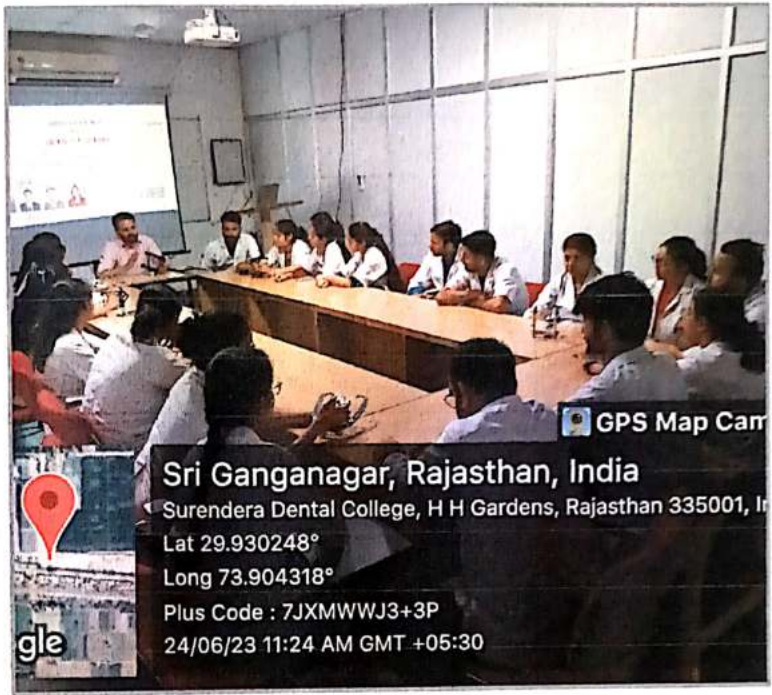 GPS Map Cam
Sri Ganganagar, Rajasthan, India
Surendera Dental College, H H Gardens, Rajasthan 335001, I
Lat 29.930248°
Long 73.904318°
Plus Code : 7JXMWWJ3+3P
24/06/23 11:24 AM GMT +05:30
gle